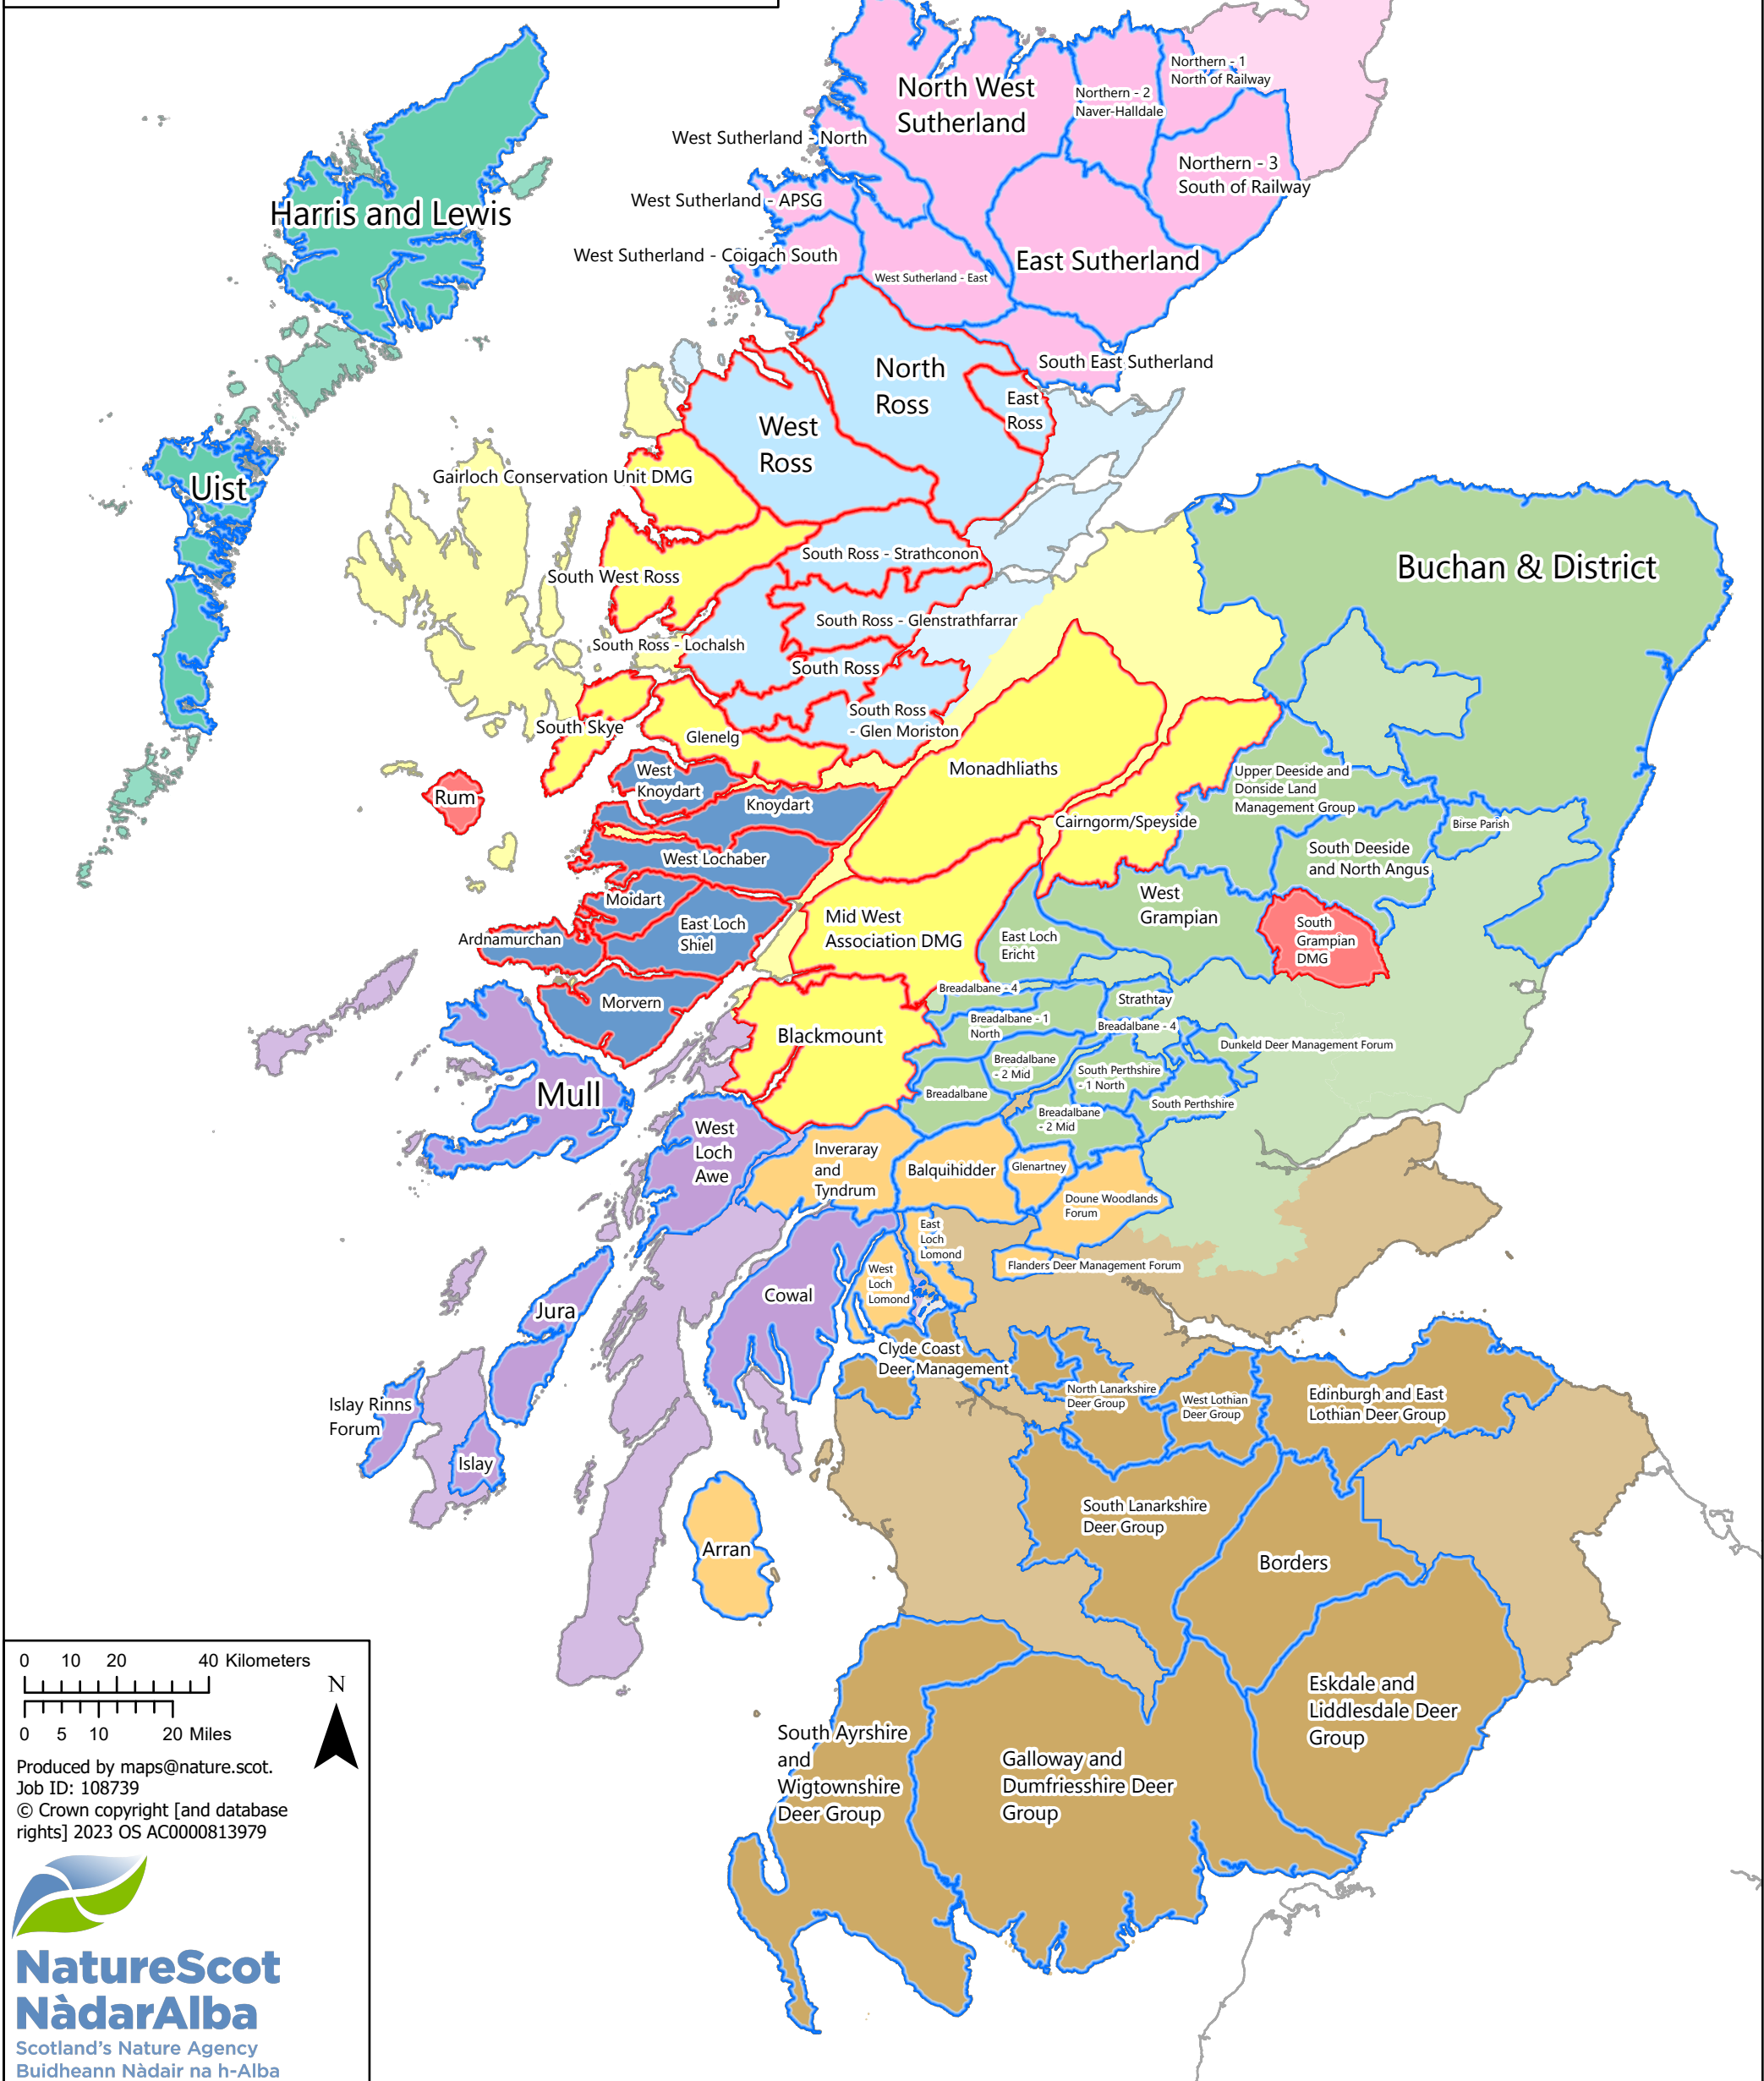 Northern - 1
North of Railway
North West
Sutherland
Northern - 2
Naver-Halldale
West Sutherland - North
Northern - 3
South of Railway
West Sutherland - APSG
Harris and Lewis
West Sutherland - Coigach South
East Sutherland
West Sutherland - East
South East Sutherland
North
Ross
East
Ross
West
Ross
Gairloch Conservation Unit DMG
Uist
South Ross - Strathconon
Buchan & District
South West Ross
South Ross - Glenstrathfarrar
South Ross - Lochalsh
South Ross
South Ross
- Glen Moriston
South Skye
Glenelg
Monadhliaths
West
Knoydart
Upper Deeside and
Donside Land
Management Group
Rum
Knoydart
Cairngorm/Speyside
Birse Parish
West Lochaber
South Deeside
and North Angus
Moidart
West
Grampian
Mid West
Association DMG
East Loch
Shiel
South
Grampian
DMG
Ardnamurchan
East Loch
Ericht
Breadalbane - 4
Strathtay
Morvern
Breadalbane - 1
North
Breadalbane - 4
Blackmount
Dunkeld Deer Management Forum
Breadalbane
- 2 Mid
South Perthshire
- 1 North
Mull
Breadalbane
South Perthshire
Breadalbane
- 2 Mid
West
Loch
Awe
Inveraray
and
Tyndrum
Balquihidder
Glenartney
Doune Woodlands
Forum
East
Loch
Lomond
Flanders Deer Management Forum
West
Loch
Lomond
Cowal
Jura
Clyde Coast
Deer Management
North Lanarkshire
Deer Group
West Lothian
Deer Group
Edinburgh and East
Lothian Deer Group
Islay Rinns
Forum
Islay
South Lanarkshire
Deer Group
Arran
Borders
Eskdale and
Liddlesdale Deer
Group
South Ayrshire
and
Wigtownshire
Deer Group
Galloway and
Dumfriesshire Deer
Group
0 10 20 40 Kilometers
N
0 5 10 20 Miles
Produced by maps@nature.scot.
Job ID: 108739
© Crown copyright [and database
rights] 2023 OS AC0000813979
NatureScot
NàdarAlba
Scotland's Nature Agency
Buidheann Nàdair na h-Alba